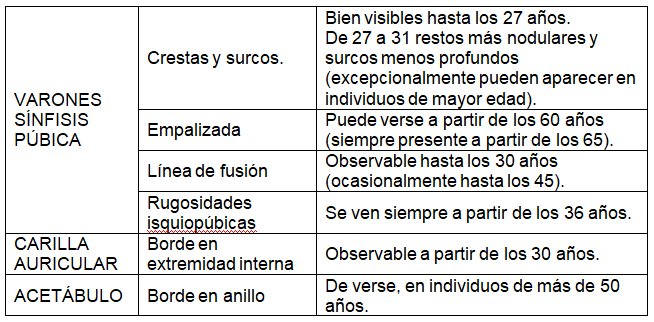 VARONES
SÍNFISIS
PÚBICA
Crestas y surcos.
Bien visibles hasta los 27 años.
De 27 a 31 restos más nodulares y
surcos menos profundos
(excepcionalmente pueden aparecer en
individuos de mayor edad).
Empalizada
Puede verse a partir de los 60 años
(siempre presente a partir de los 65).
Línea de fusión
Observable hasta los 30 años
(ocasionalmente hasta los 45).
Rugosidades
isquiopúbicas
Se ven siempre a partir de los 36 años.
CARILLA
AURICULAR
Borde en
extremidad interna
Observable a partir de los 30 años.
ACETÁBULO
Borde en anillo
De verse, en individuos de más de 50
años.